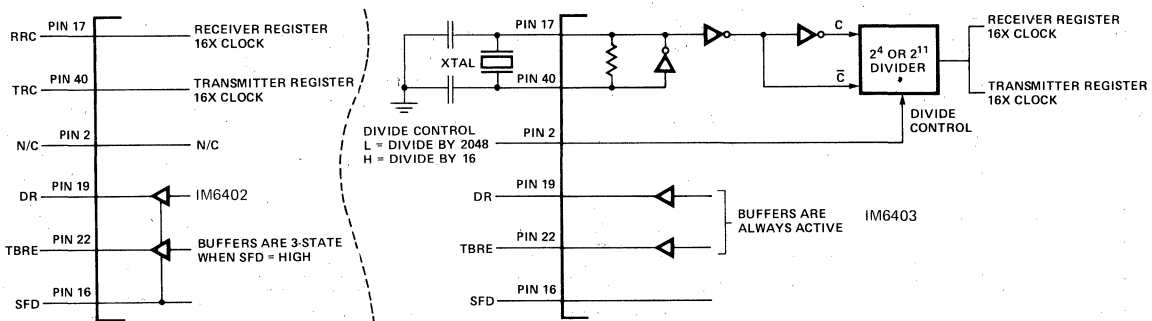 RRC
PIN 17
RECEIVER REGISTER
16X CLOCK
TRC
PIN 40
TRANSMITTER REGISTER
16X CLOCK
N/C
PIN 2
N/C
DR
PIN 19
IM6402
TBRE
PIN 22
BUFFERS ARE 3-STATE
WHEN SFD = HIGH
SFD
PIN 16
PIN 17
XTAL
PIN 40
C
C̅
2⁴ OR 2¹¹
DIVIDER
RECEIVER REGISTER
16X CLOCK
TRANSMITTER REGISTER
16X CLOCK
DIVIDE
CONTROL
DIVIDE CONTROL
L = DIVIDE BY 2048
H = DIVIDE BY 16
PIN 2
DR
PIN 19
TBRE
PIN 22
BUFFERS ARE
ALWAYS ACTIVE
IM6403
SFD
PIN 16